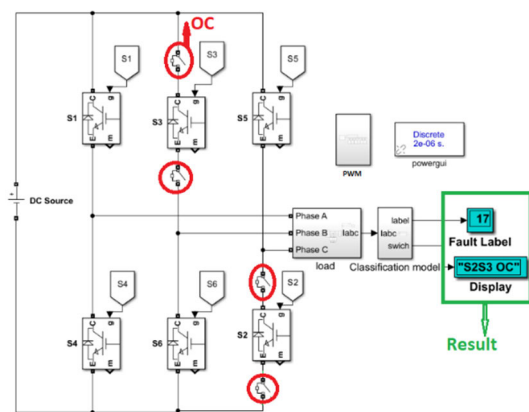 OC
S1
S3
S5
C
g
E
m
S1
C
g
E
m
S3
C
g
E
m
S5
PWM
Discrete
2e-06 s.
powergui
DC Source
Phase A
Phase B
Phase C
Iabc
load
Iabc
label
swich
Classification model
17
Fault Label
"S2S3 OC"
Display
Result
S4
S6
S2
C
g
E
m
S4
C
g
E
m
S6
C
g
E
m
S2